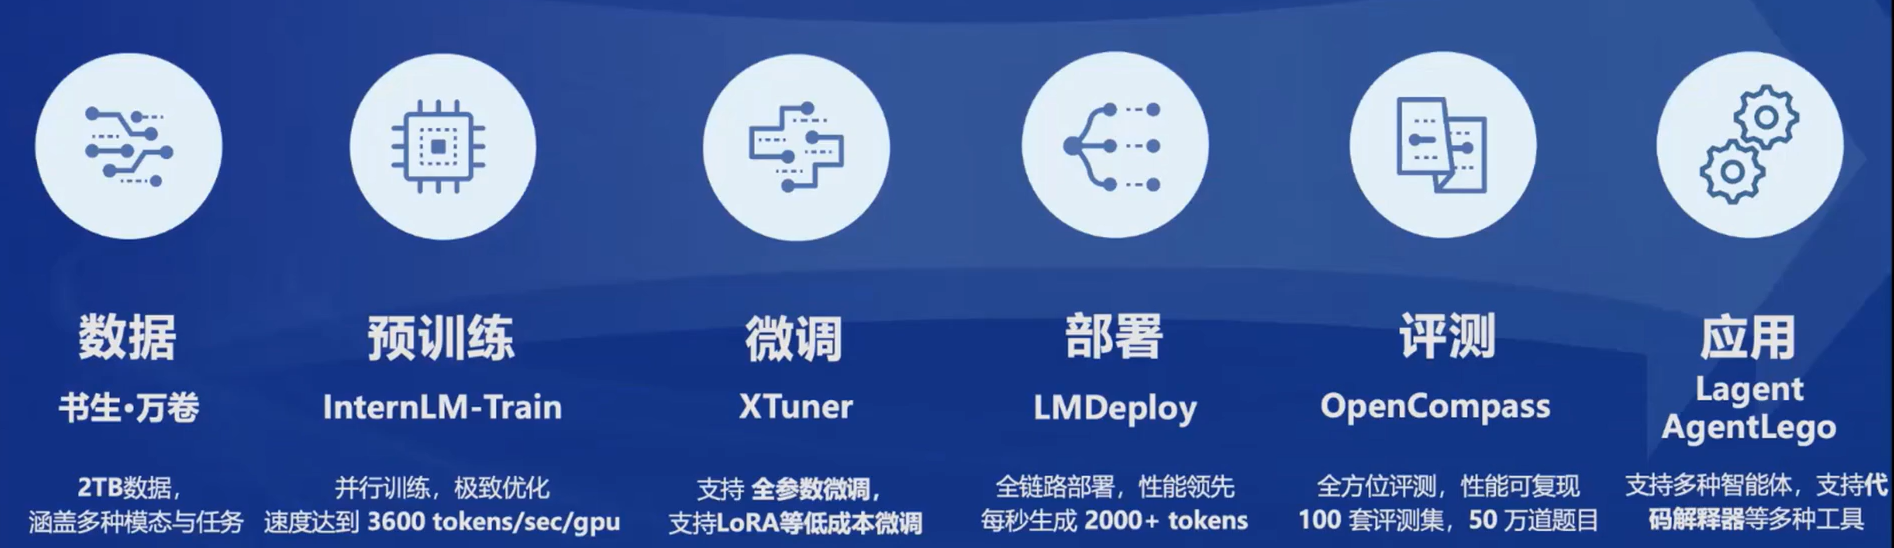 数据
书生·万卷
2TB数据，
涵盖多种模态与任务
预训练
InternLM-Train
并行训练，极致优化
速度达到 3600 tokens/sec/gpu
微调
XTuner
支持 全参数微调，
支持LoRA等低成本微调
部署
LMDeploy
全链路部署，性能领先
每秒生成 2000+ tokens
评测
OpenCompass
全方位评测，性能可复现
100 套评测集，50 万道题目
应用
Lagent
AgentLego
支持多种智能体，支持代
码解释器等多种工具